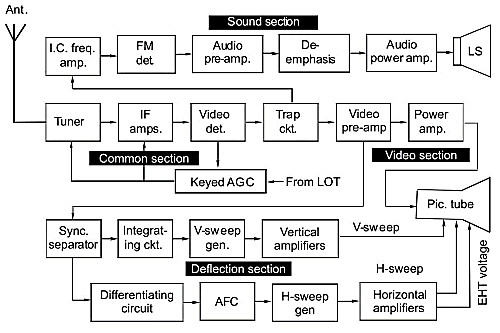 Ant.
Sound section
I.C. freq.
amp.
FM
det.
Audio
pre-amp.
De-
emphasis
Audio
power amp.
LS
Tuner
IF
amps.
Video
det.
Trap
ckt.
Video
pre-amp
Power
amp.
Common section
Video section
Keyed AGC
From LOT
Pic. tube
Sync.
separator
Integrat-
ing ckt.
V-sweep
gen.
Vertical
amplifiers
V-sweep
Deflection section
H-sweep
EHT voltage
Differentiating
circuit
AFC
H-sweep
gen
Horizontal
amplifiers